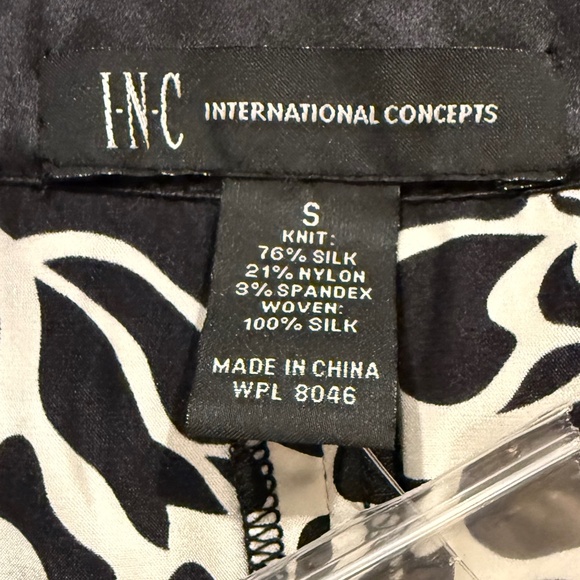 I·N·C INTERNATIONAL CONCEPTS
S
KNIT:
76% SILK
21% NYLON
3% SPANDEX
WOVEN:
100% SILK
MADE IN CHINA
WPL 8046